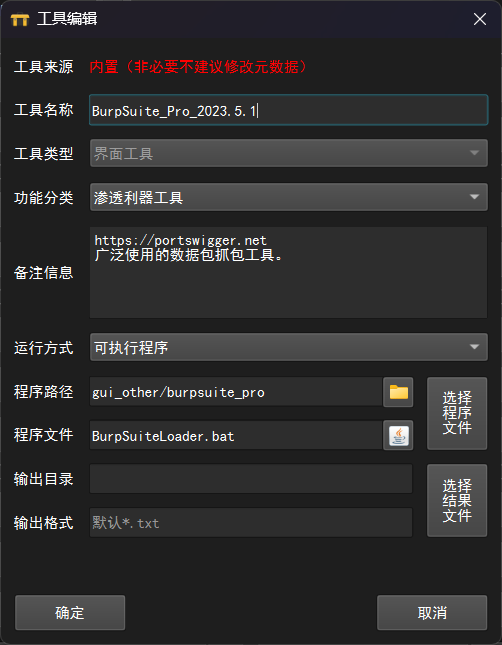 工具编辑
工具来源 内置（非必要不建议修改元数据）
工具名称 BurpSuite_Pro_2023.5.1
工具类型 界面工具
功能分类 渗透利器工具
备注信息
https://portswigger.net
广泛使用的数据包抓包工具。
运行方式 可执行程序
程序路径 gui_other/burpsuite_pro
程序文件 BurpSuiteLoader.bat
选择
程序
文件
输出目录
输出格式 默认*.txt
选择
结果
文件
确定 取消